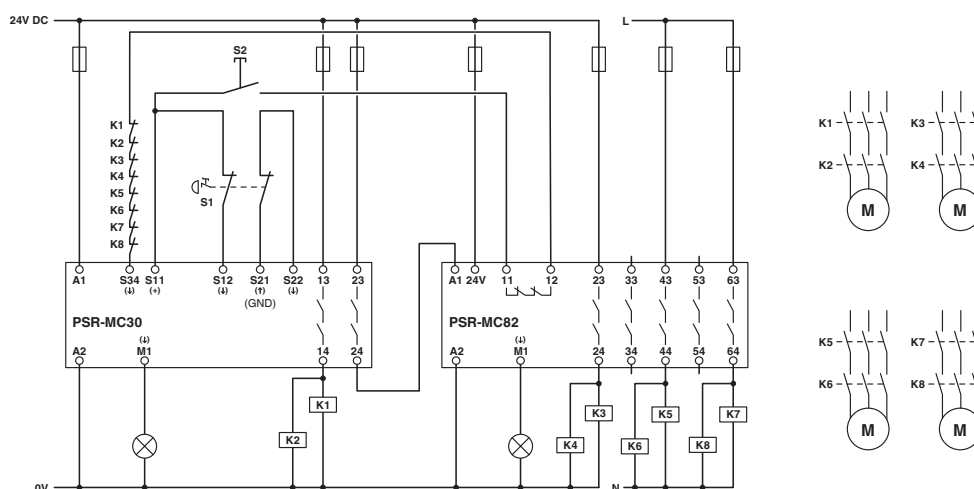 24V DC
L
S2
K1
K2
K3
K4
K5
K6
K7
K8
S1
A1 S34 S11 S12 S21 S22 13 23
(↓) (+) (↓) (↑) (↓)
(GND)
PSR-MC30
(↓)
A2 M1 14 24
A1 24V 11 12 23 33 43 53 63
PSR-MC82
(↓)
A2 M1 24 34 44 54 64
K1
K2
K3
K4
K5
K6
K7
K8
0V
N
K1
K2
M
K3
K4
M
K5
K6
M
K7
K8
M